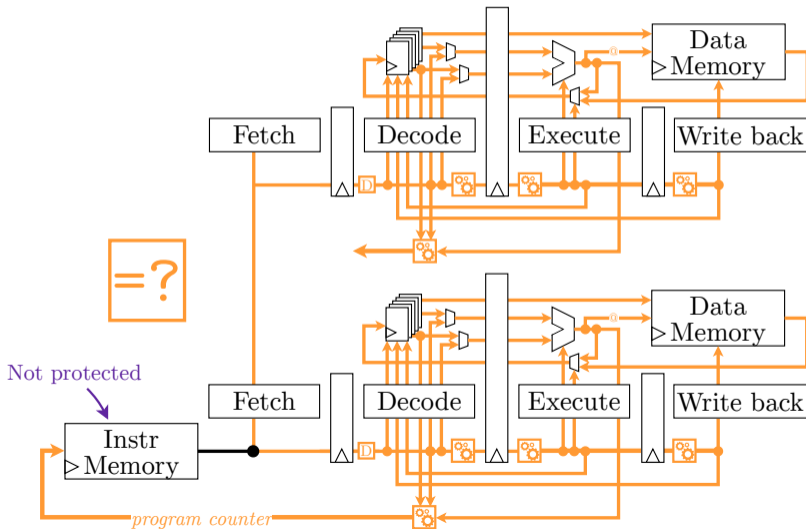 Data
@ Memory
Fetch
Decode
Execute
Write back
D
=?
Data
@ Memory
Not protected
Fetch
Decode
Execute
Write back
Instr
Memory
D
program counter